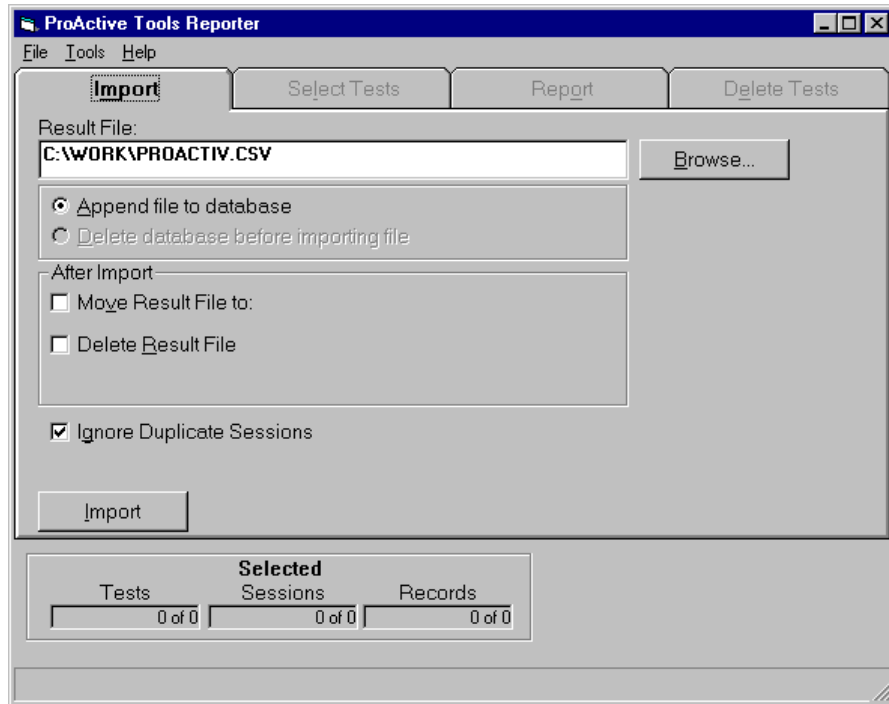 ProActive Tools Reporter
File Tools Help
Import Select Tests Report Delete Tests
Result File:
C:\WORK\PROACTIV.CSV
Browse...
Append file to database
Delete database before importing file
After Import
Move Result File to:
Delete Result File
Ignore Duplicate Sessions
Import
Selected
Tests Sessions Records
0 of 0 0 of 0 0 of 0